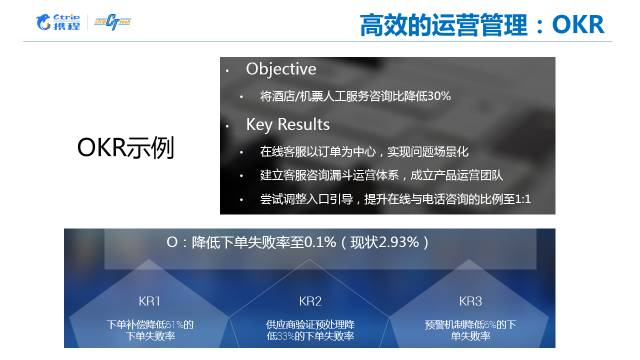 Ctrip
携程
CT
高效的运营管理：OKR
OKR示例
• Objective
• 将酒店/机票人工服务咨询比降低30%
• Key Results
• 在线客服以订单为中心，实现问题场景化
• 建立客服咨询漏斗运营体系，成立产品运营团队
• 尝试调整入口引导，提升在线与电话咨询的比例至1:1
O：降低下单失败率至0.1%（现状2.93%）
KR1
下单补偿降低61%的
下单失败率
KR2
供应商验证预处理降
低33%的下单失败率
KR3
预警机制降低6%的下
单失败率